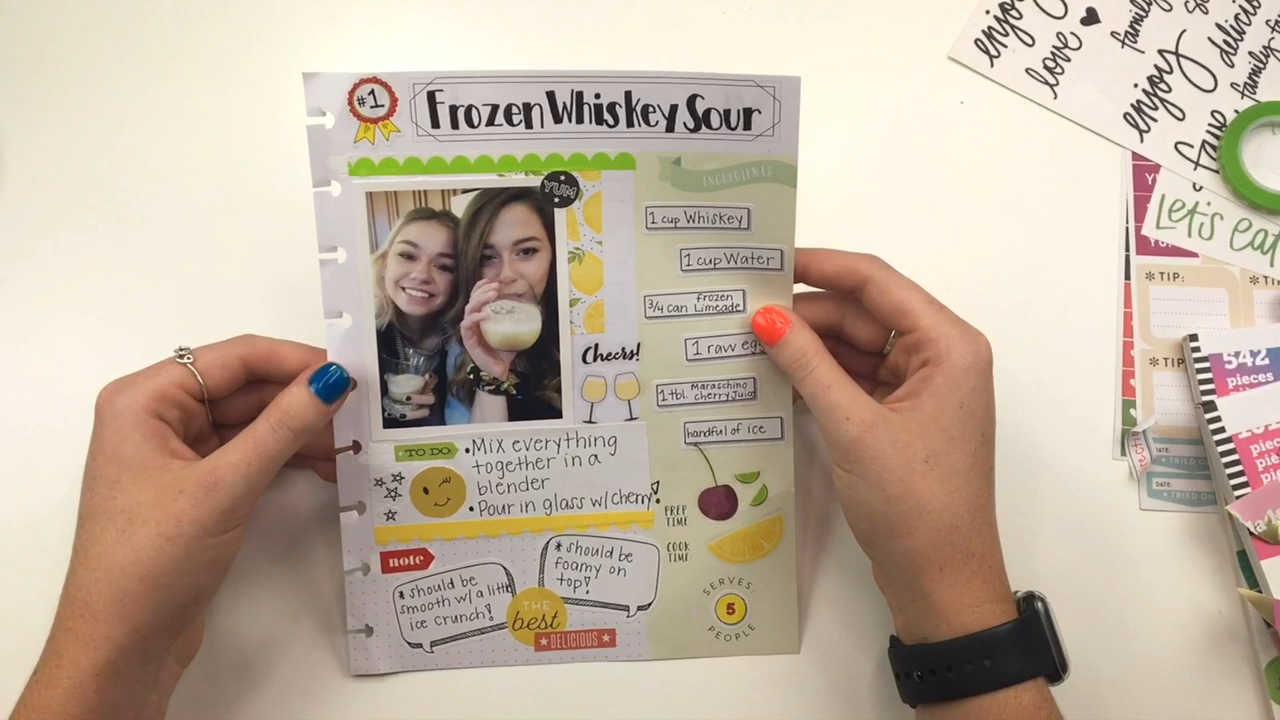 #1
Frozen Whiskey Sour
YUM
INGREDIENTS
1 cup Whiskey
1 cup Water
3/4 can frozen Limeade
1 raw egg
1 tbl. Maraschino cherry Juice
handful of ice
Cheers!
TO DO:
•Mix everything
together in a
blender
•Pour in glass w/cherry!
PREP
TIME
COOK
TIME
note
* should be
smooth w/ a little
ice crunch!
* should be
foamy on
top!
THE
best
DELICIOUS
SERVES:
5
PEOPLE
enjoy
love
family
enjoy
delicious
fave
family
Let's eat
TIP:
TIP:
DATE:
TRIED ON
DATE:
TRIED ON
542
pieces